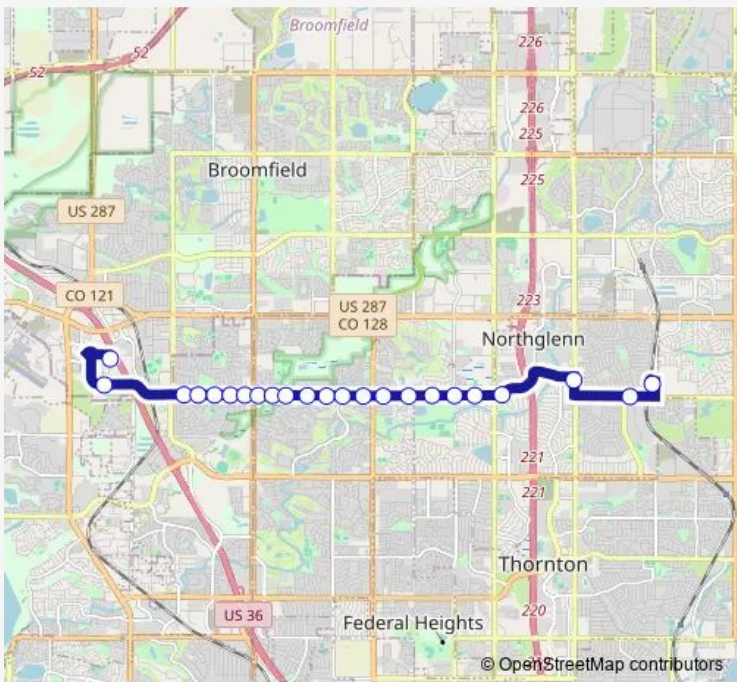 Broomfield
226
52
52
226
225
Broomfield
225
US 287
CO 121
US 287
CO 128
223
Northglenn
221
221
Thornton
220
US 36
Federal Heights
© OpenStreetMap contributors